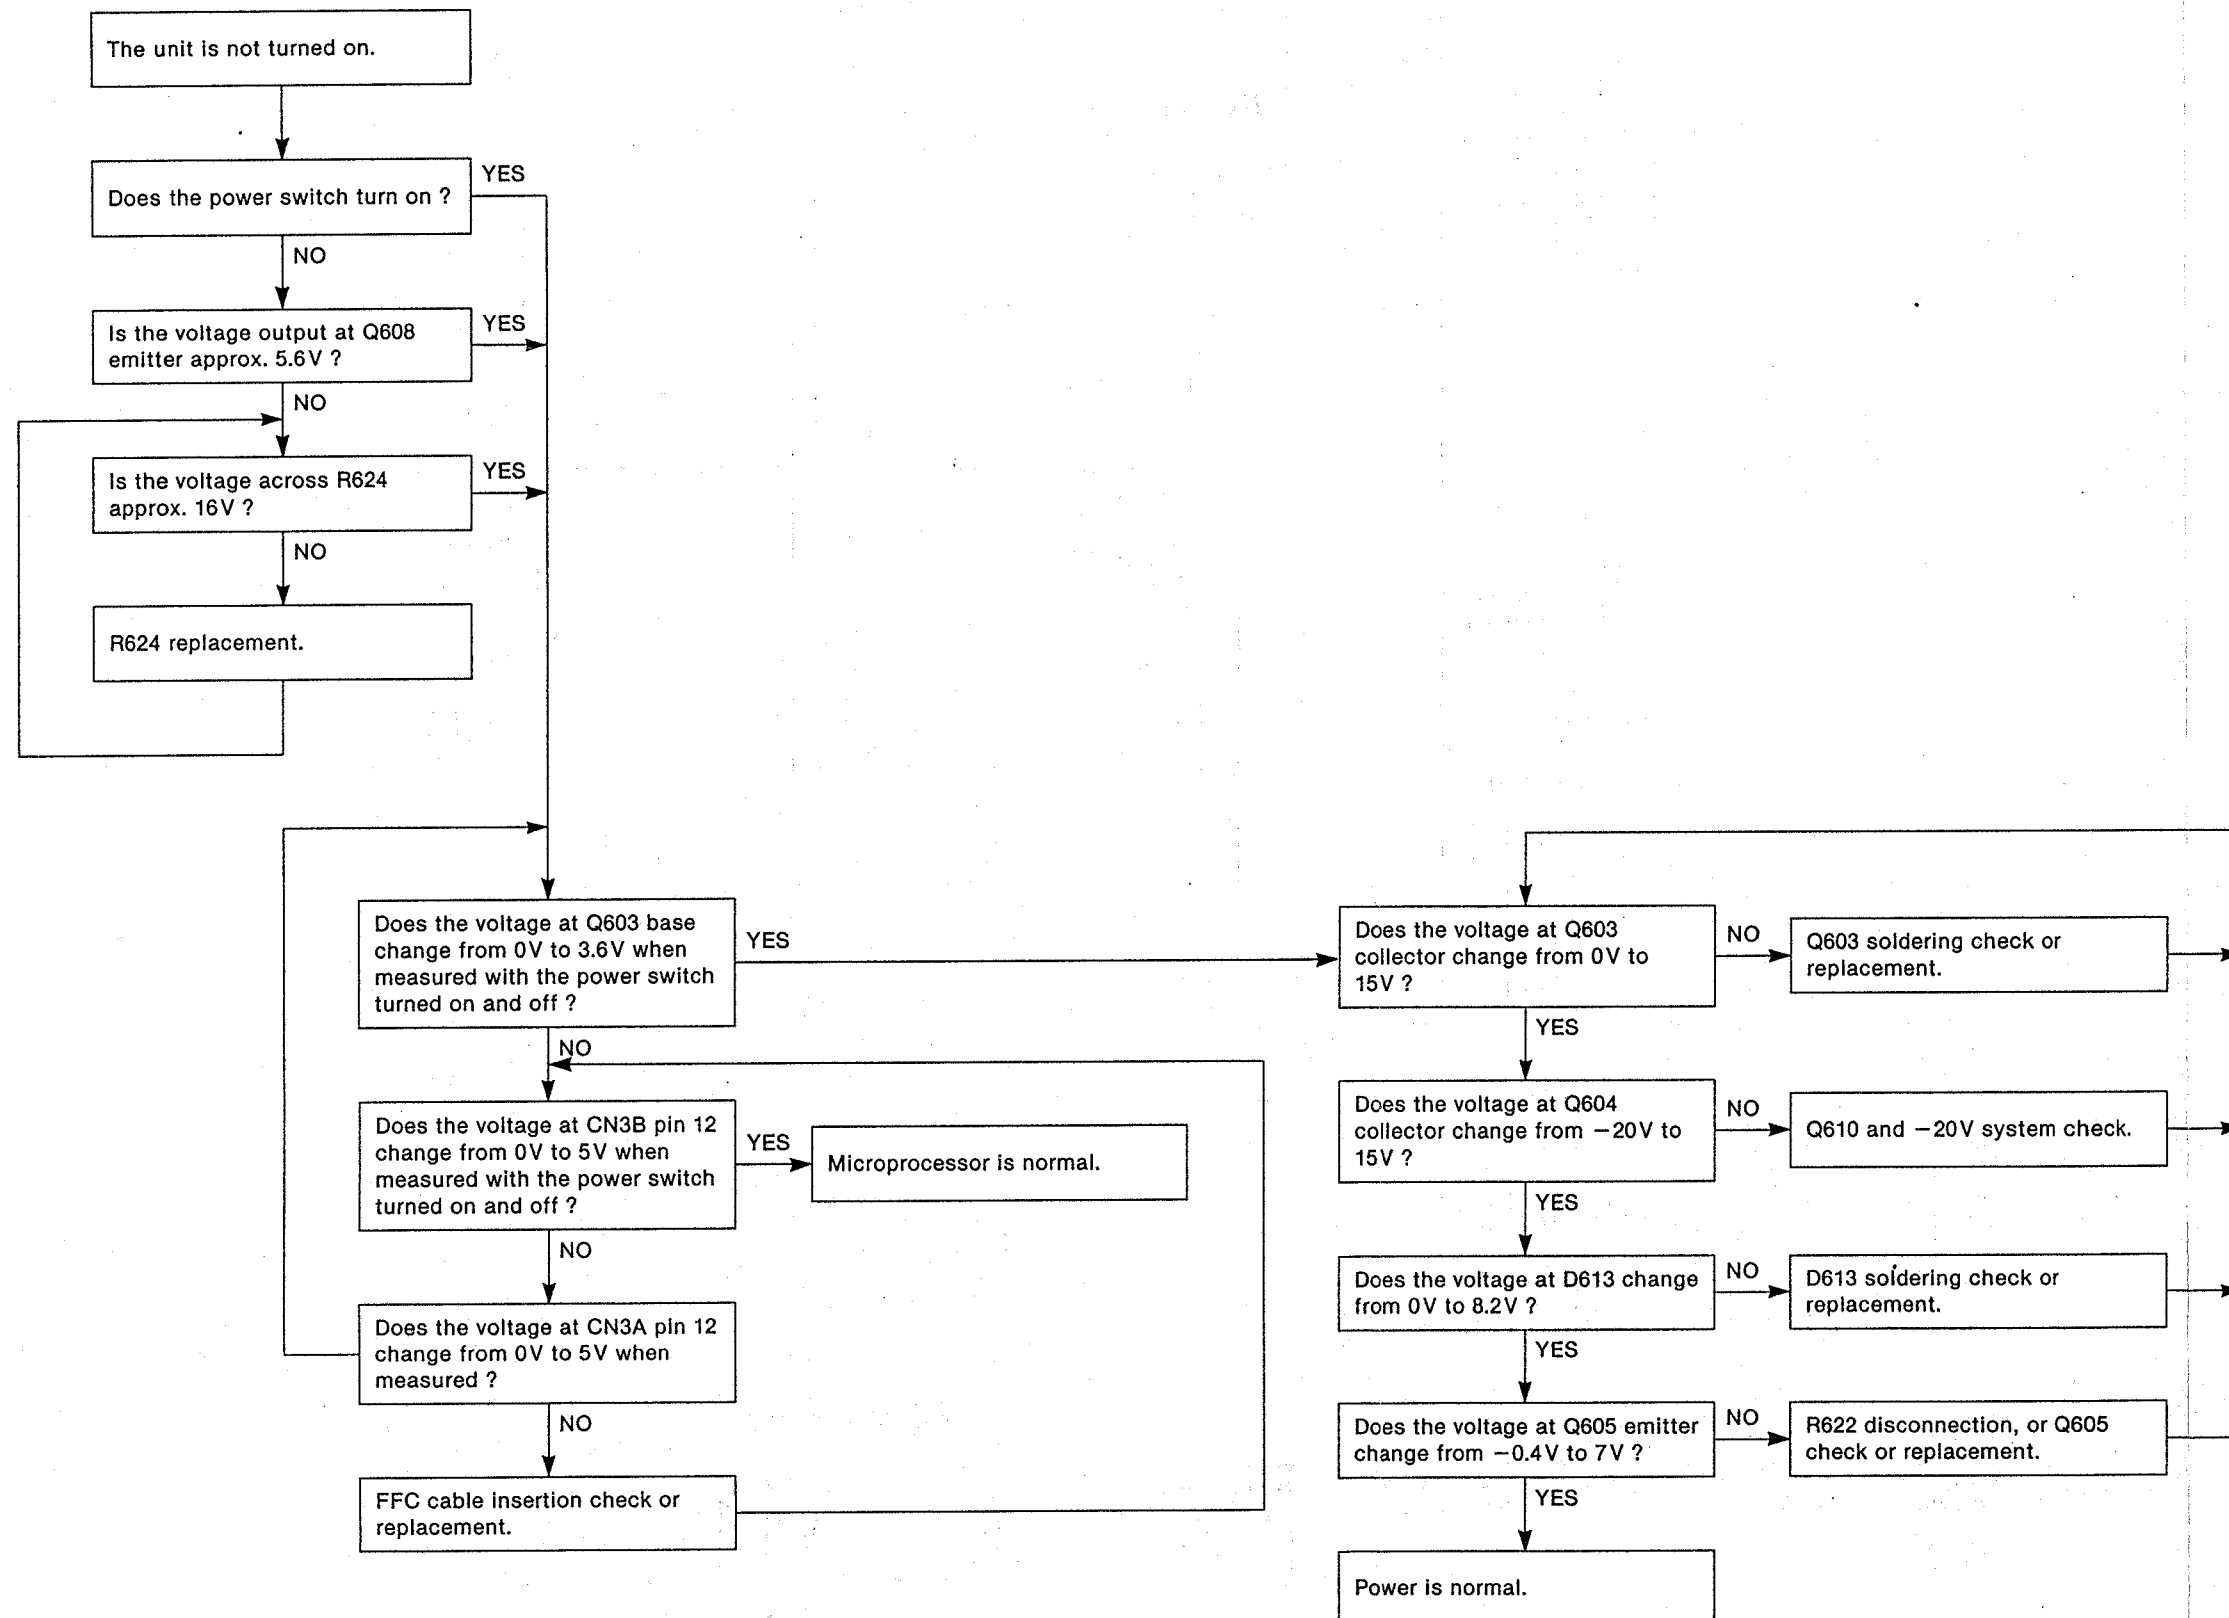 The unit is not turned on.
Does the power switch turn on ?
YES
NO
Is the voltage output at Q608
emitter approx. 5.6V ?
YES
NO
Is the voltage across R624
approx. 16V ?
YES
NO
R624 replacement.
Does the voltage at Q603 base
change from 0V to 3.6V when
measured with the power switch
turned on and off ?
YES
NO
Does the voltage at CN3B pin 12
change from 0V to 5V when
measured with the power switch
turned on and off ?
YES
Microprocessor is normal.
NO
Does the voltage at CN3A pin 12
change from 0V to 5V when
measured ?
NO
FFC cable insertion check or
replacement.
Does the voltage at Q603
collector change from 0V to
15V ?
NO
Q603 soldering check or
replacement.
YES
Does the voltage at Q604
collector change from −20V to
15V ?
NO
Q610 and −20V system check.
YES
Does the voltage at D613 change
from 0V to 8.2V ?
NO
D613 soldering check or
replacement.
YES
Does the voltage at Q605 emitter
change from −0.4V to 7V ?
NO
R622 disconnection, or Q605
check or replacement.
YES
Power is normal.